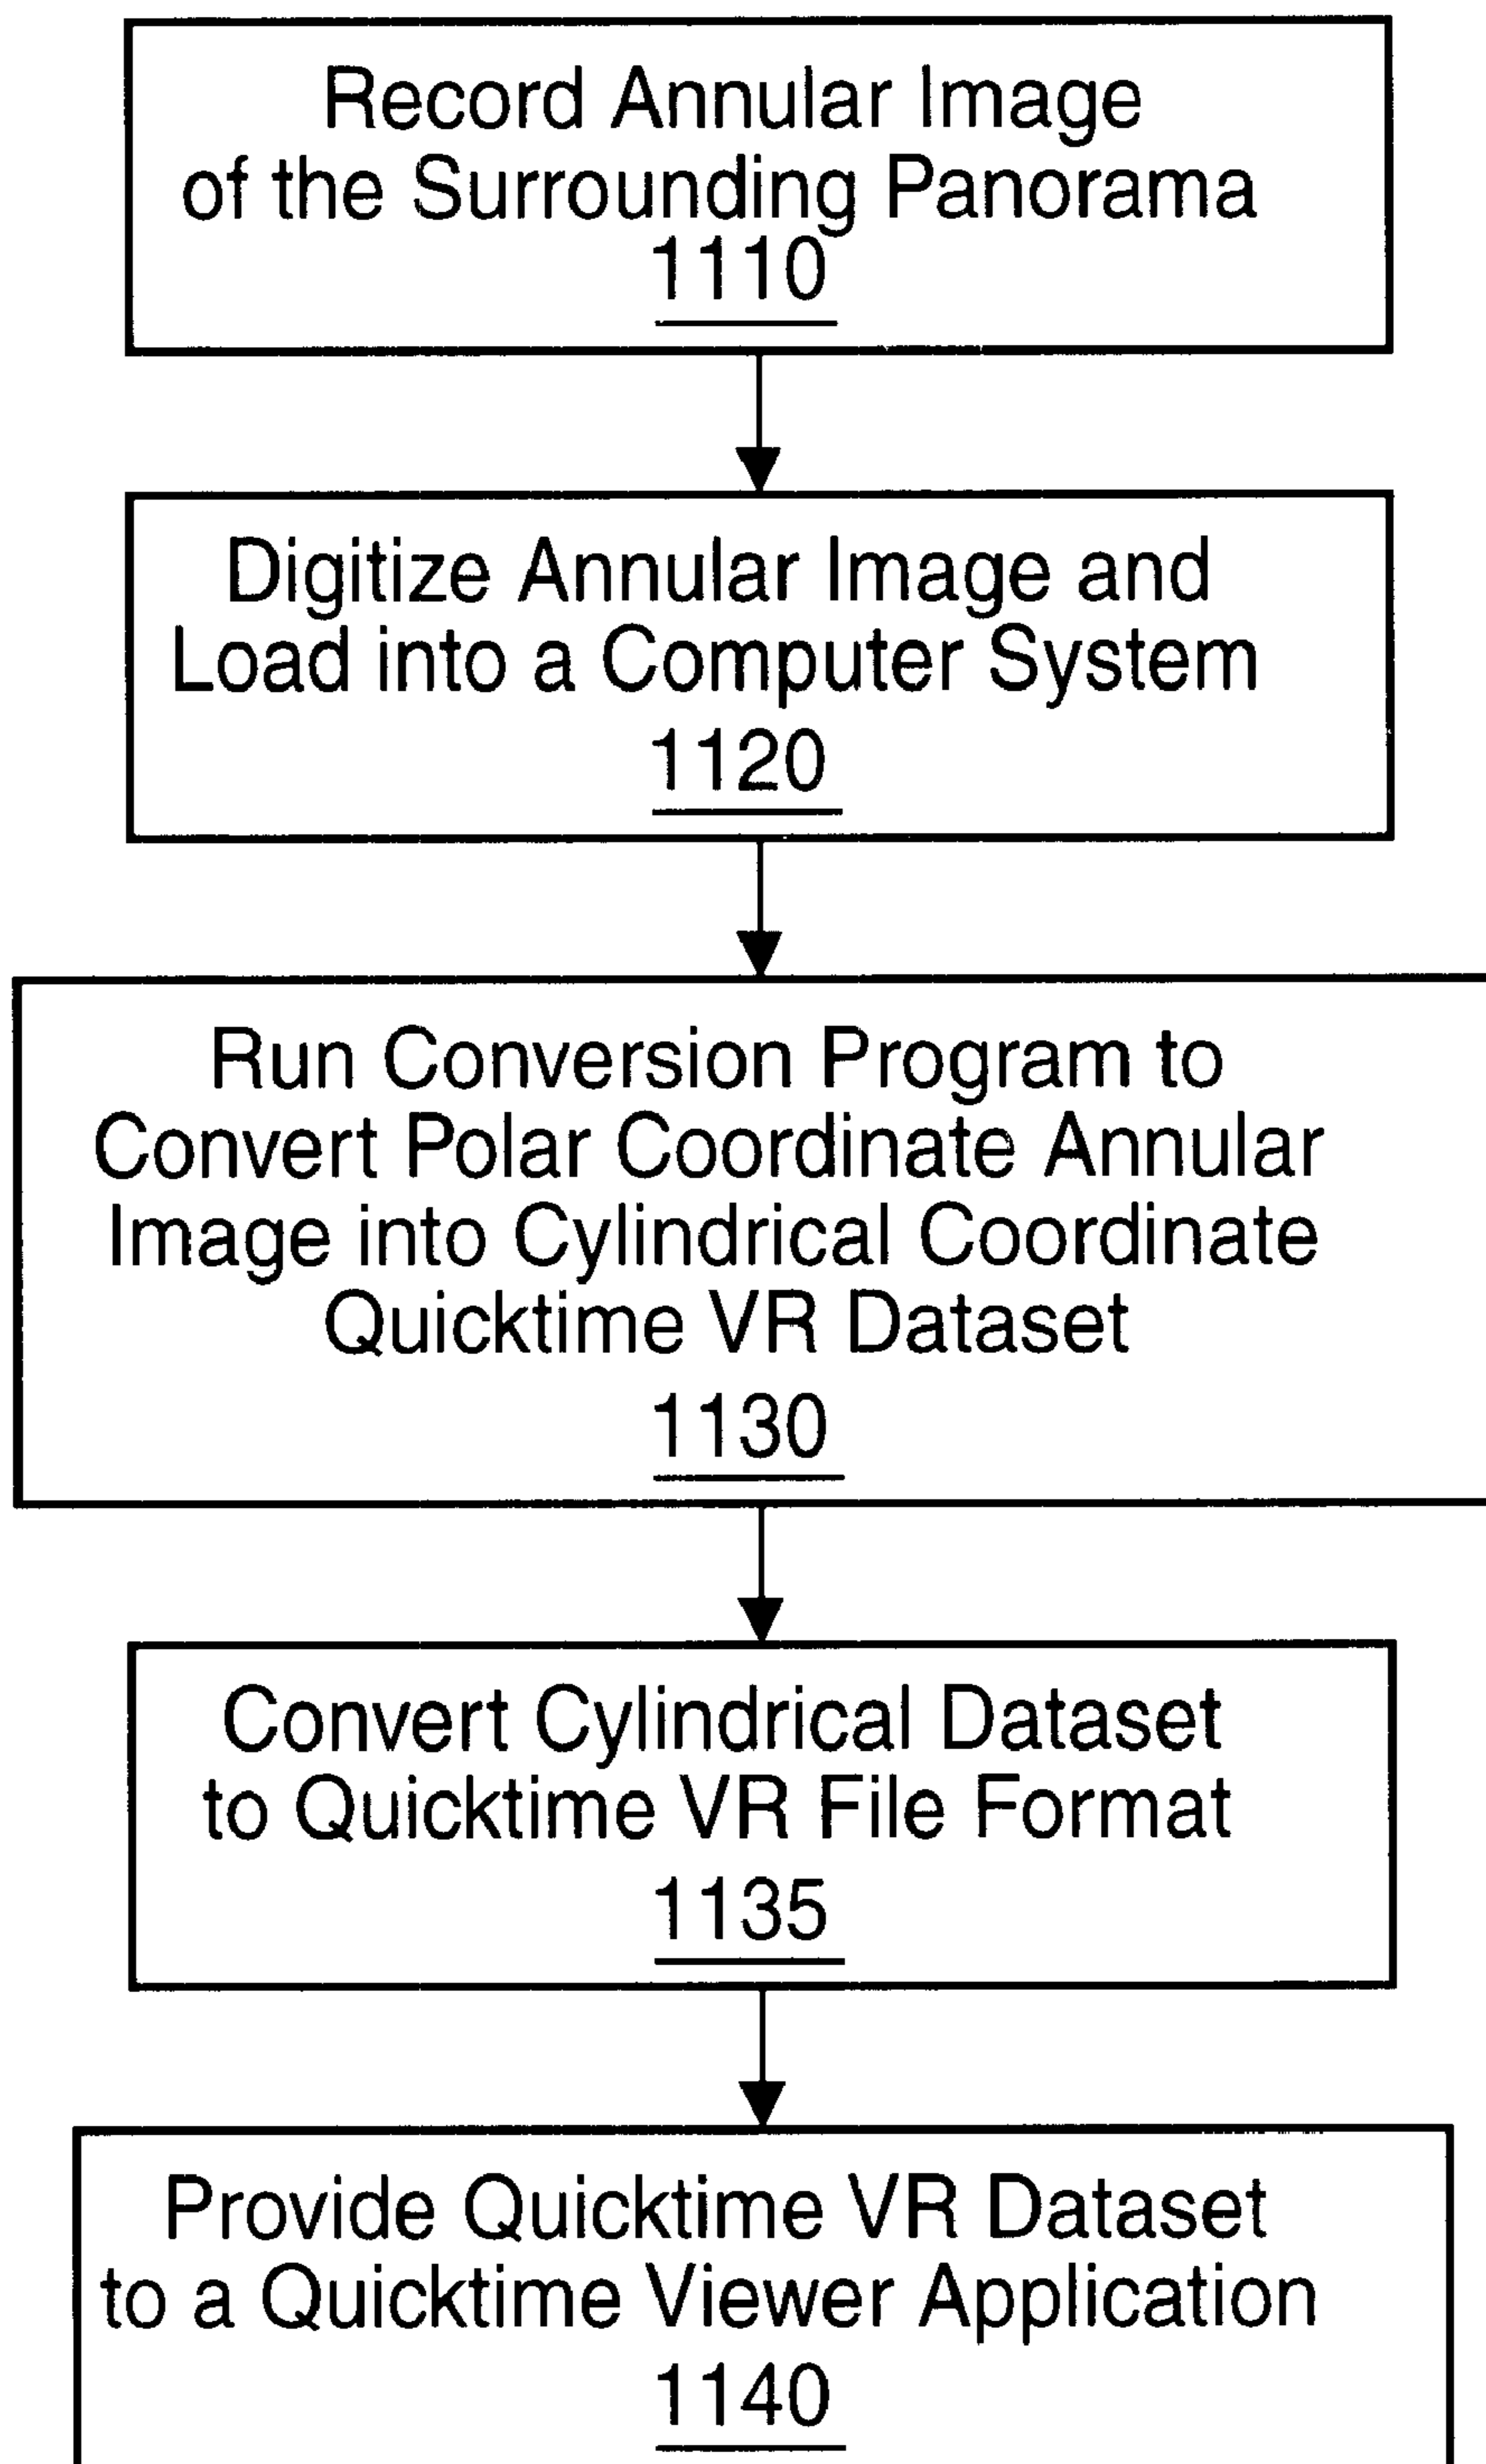 Record Annular Image
of the Surrounding Panorama
1110
Digitize Annular Image and
Load into a Computer System
1120
Run Conversion Program to
Convert Polar Coordinate Annular
Image into Cylindrical Coordinate
Quicktime VR Dataset
1130
Convert Cylindrical Dataset
to Quicktime VR File Format
1135
Provide Quicktime VR Dataset
to a Quicktime Viewer Application
1140